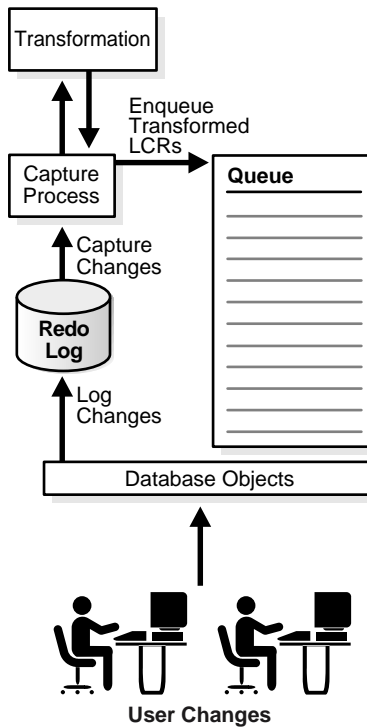 Transformation
Enqueue
Transformed
LCRs
Capture
Process
Queue
Capture
Changes
Redo
Log
Log
Changes
Database Objects
User Changes